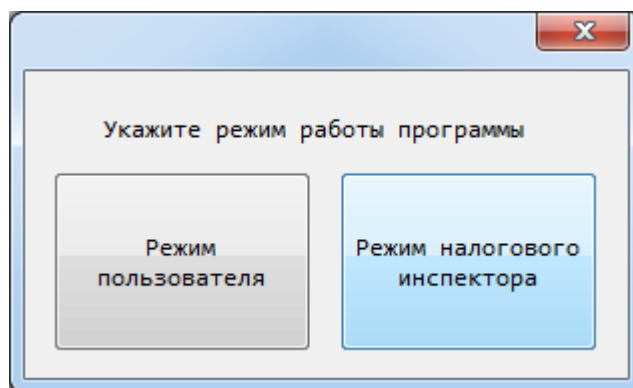 Укажите режим работы программы
Режим
пользователя
Режим налогового
инспектора